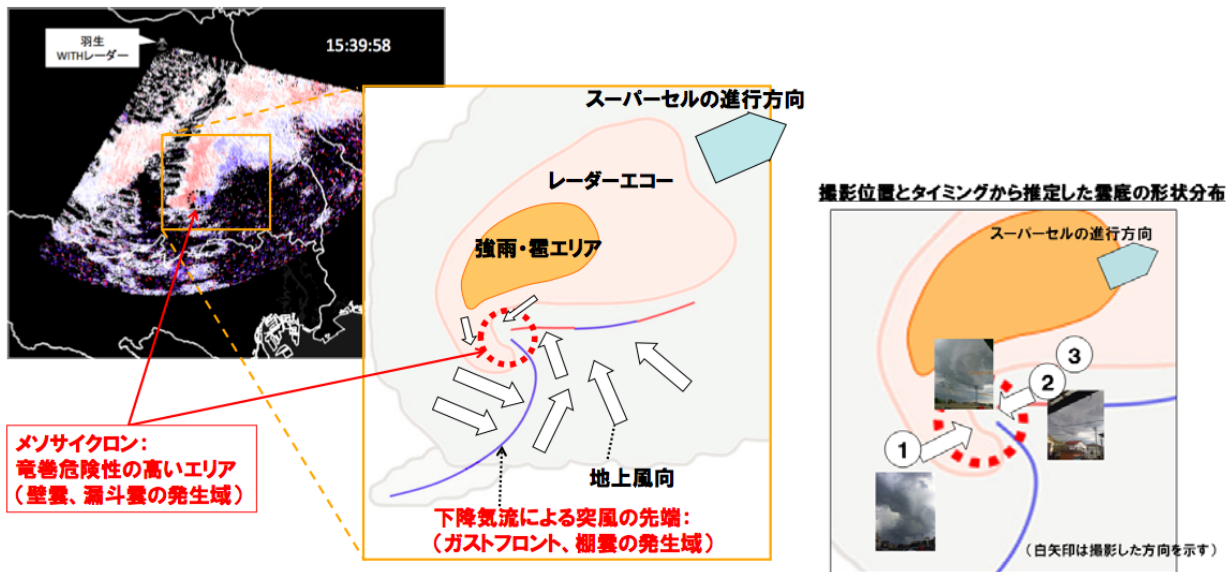 羽生
WITHレーダー
15:39:58
スーパーセルの進行方向
レーダーエコー
強雨・雹エリア
メソサイクロン：
竜巻危険性の高いエリア
（壁雲、漏斗雲の発生域）
地上風向
下降気流による突風の先端：
（ガストフロント、棚雲の発生域）
撮影位置とタイミングから推定した雲底の形状分布
スーパーセルの進行方向
3
2
1
（白矢印は撮影した方向を示す）